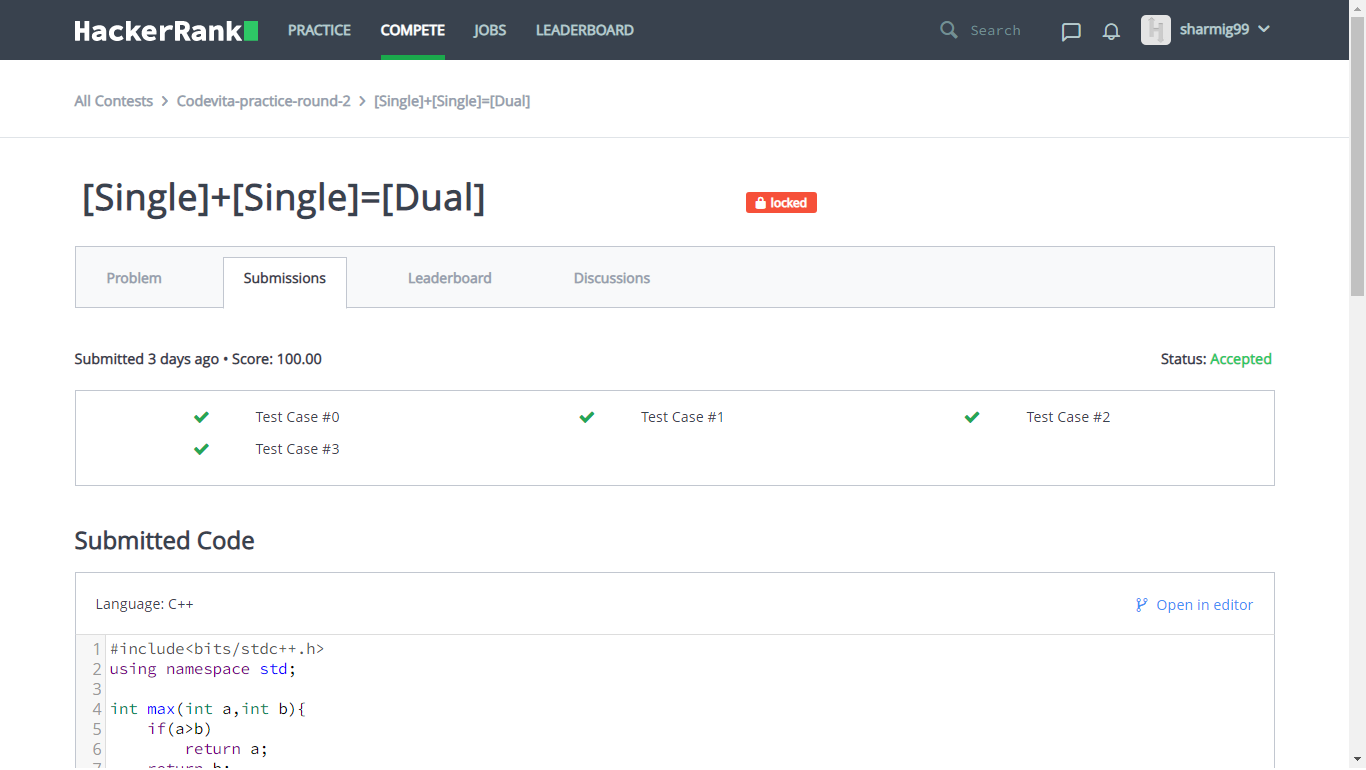 HackerRank PRACTICE COMPETE JOBS LEADERBOARD Search sharmig99
All Contests > Codevita-practice-round-2 > [Single]+[Single]=[Dual]
[Single]+[Single]=[Dual] locked
Problem Submissions Leaderboard Discussions
Submitted 3 days ago • Score: 100.00 Status: Accepted
Test Case #0 Test Case #1 Test Case #2
Test Case #3
Submitted Code
Language: C++ Open in editor
1 #include<bits/stdc++.h>
2 using namespace std;
3
4 int max(int a,int b){
5 if(a>b)
6 return a;
7 return b;